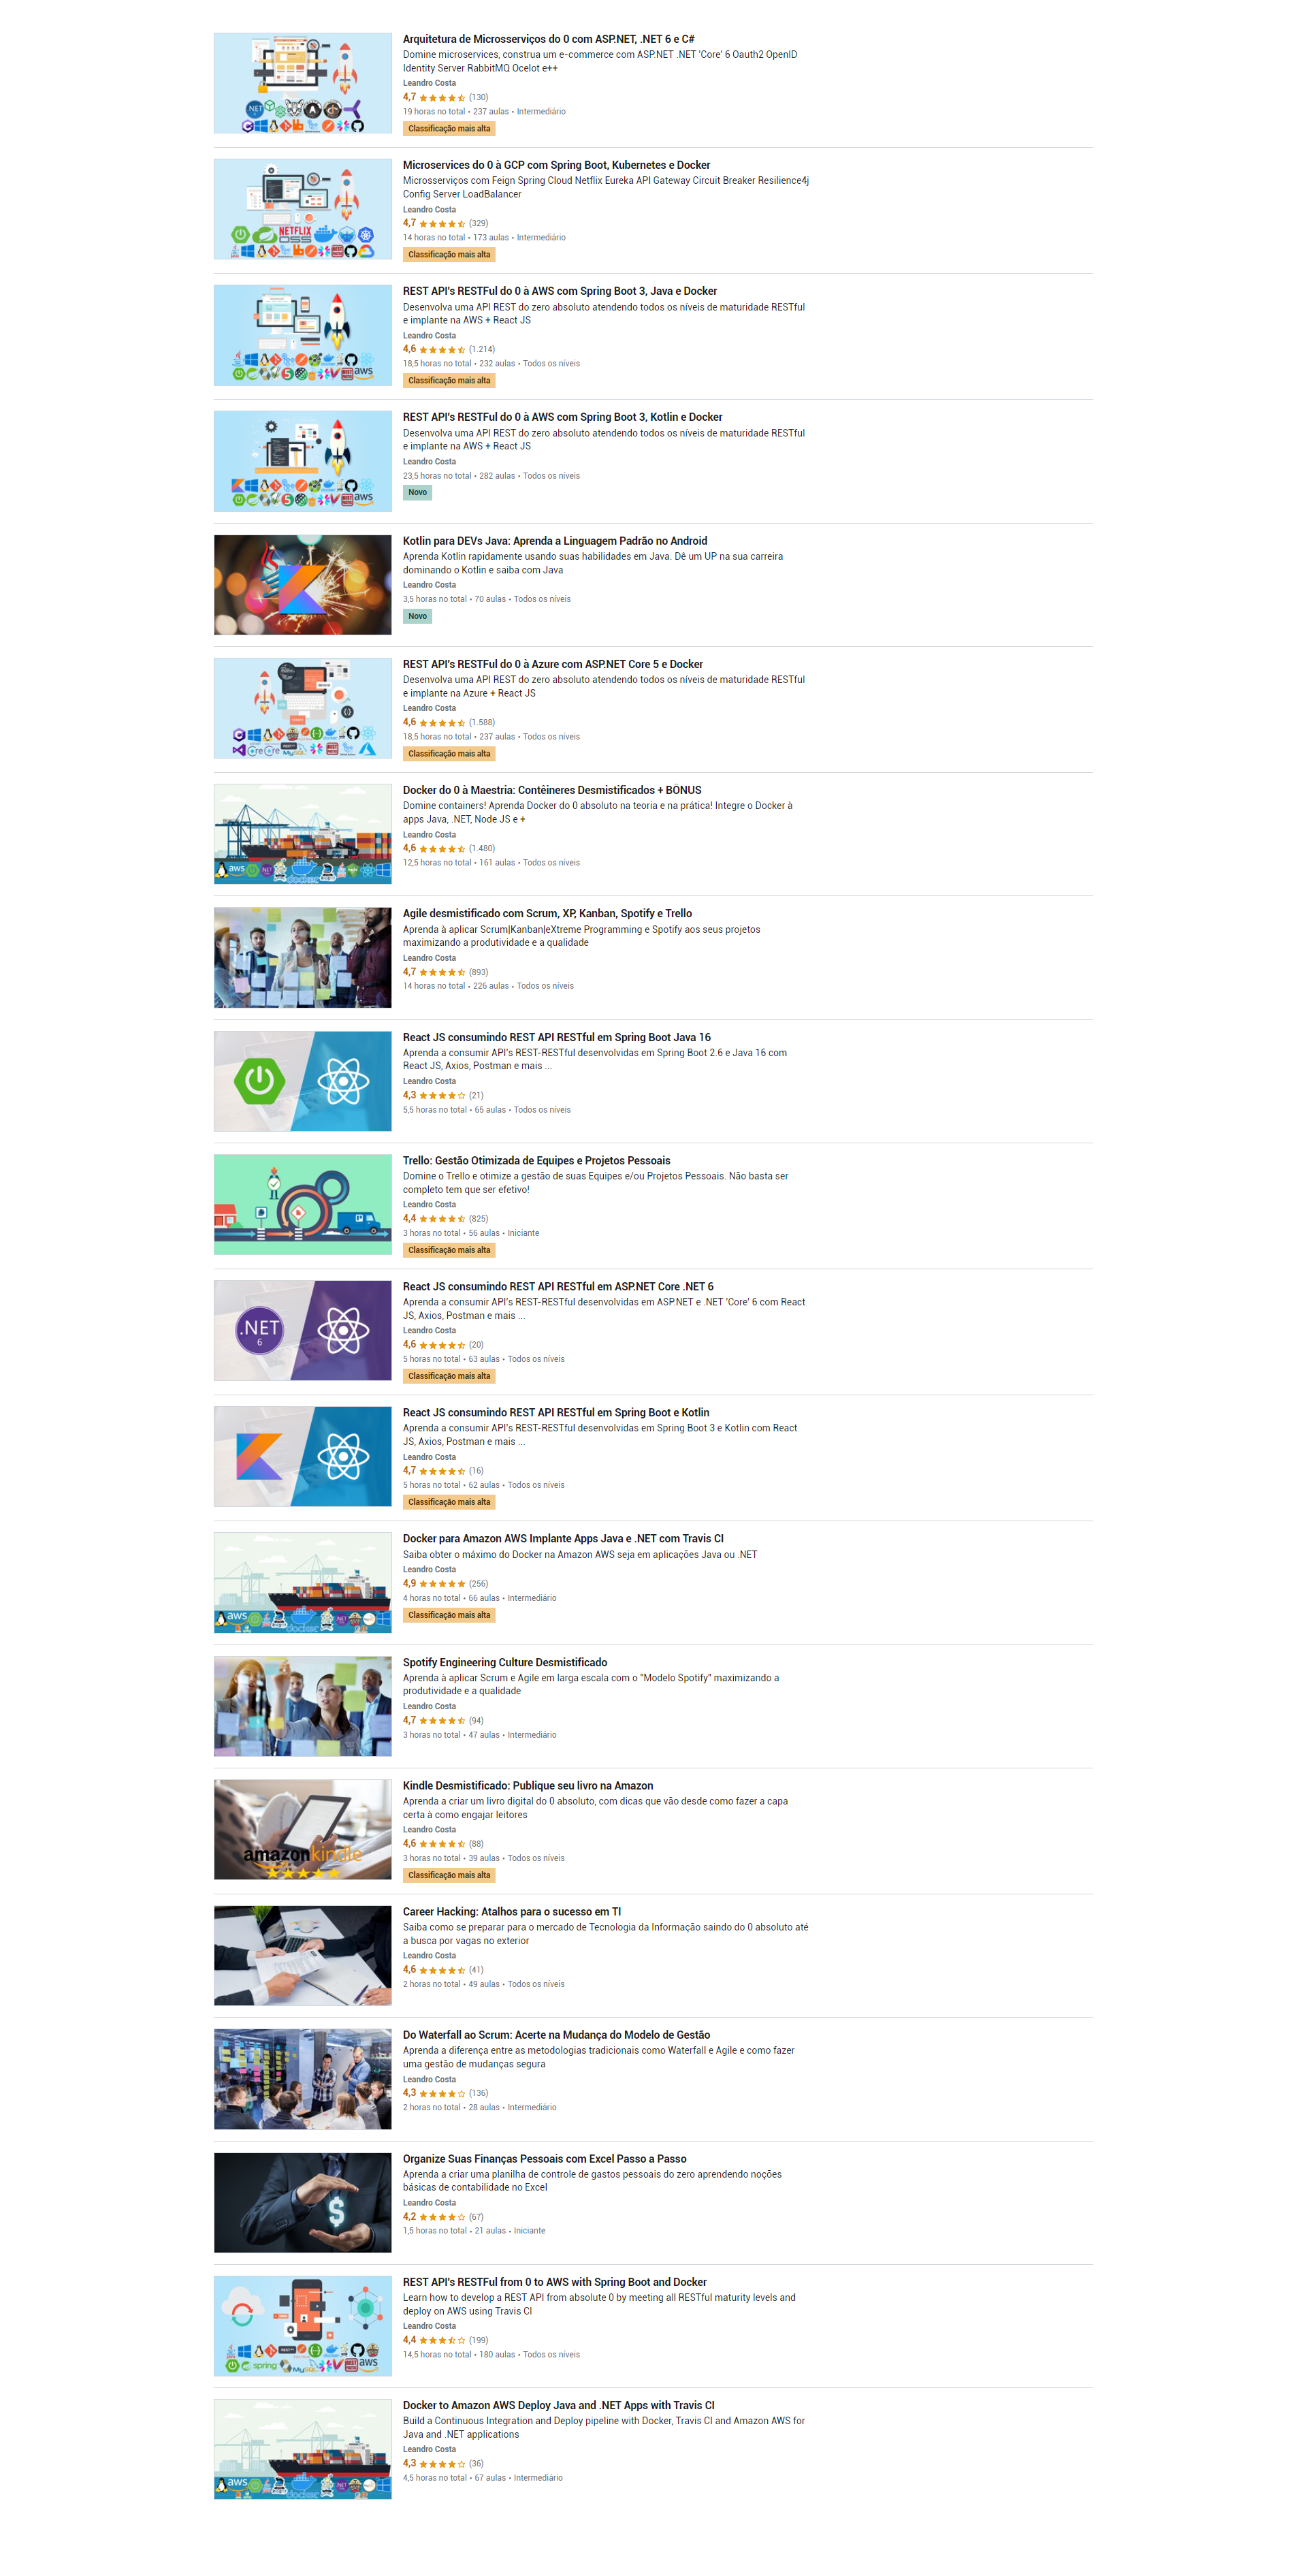 Arquitetura de Microsserviços do 0 com ASP.NET, .NET 6 e C#
Domine microservices, construa um e-commerce com ASP.NET .NET 'Core' 6 Oauth2 OpenID
Identity Server RabbitMQ Ocelot e++
Leandro Costa
4,7 (130)
19 horas no total • 237 aulas • Intermediário
Classificação mais alta
Microservices do 0 à GCP com Spring Boot, Kubernetes e Docker
Microsserviços com Feign Spring Cloud Netflix Eureka API Gateway Circuit Breaker Resilience4j
Config Server LoadBalancer
Leandro Costa
4,7 (329)
14 horas no total • 173 aulas • Intermediário
Classificação mais alta
NETFLIX
OSS
REST API's RESTFul do 0 à AWS com Spring Boot 3, Java e Docker
Desenvolva uma API REST do zero absoluto atendendo todos os níveis de maturidade RESTful
e implante na AWS + React JS
Leandro Costa
4,6 (1.214)
18,5 horas no total • 232 aulas • Todos os níveis
Classificação mais alta
aws
REST API's RESTFul do 0 à AWS com Spring Boot 3, Kotlin e Docker
Desenvolva uma API REST do zero absoluto atendendo todos os níveis de maturidade RESTful
e implante na AWS + React JS
Leandro Costa
23,5 horas no total • 282 aulas • Todos os níveis
Novo
aws
Kotlin para DEVs Java: Aprenda a Linguagem Padrão no Android
Aprenda Kotlin rapidamente usando suas habilidades em Java. Dê um UP na sua carreira
dominando o Kotlin e saiba com Java
Leandro Costa
3,5 horas no total • 70 aulas • Todos os níveis
Novo
REST API's RESTFul do 0 à Azure com ASP.NET Core 5 e Docker
Desenvolva uma API REST do zero absoluto atendendo todos os níveis de maturidade RESTful
e implante na Azure + React JS
Leandro Costa
4,6 (1.588)
18,5 horas no total • 237 aulas • Todos os níveis
Classificação mais alta
Docker do 0 à Maestria: Contêineres Desmistificados + BÔNUS
Domine containers! Aprenda Docker do 0 absoluto na teoria e na prática! Integre o Docker à
apps Java, .NET, Node JS e +
Leandro Costa
4,6 (1.480)
12,5 horas no total • 161 aulas • Todos os níveis
aws
docker
Agile desmistificado com Scrum, XP, Kanban, Spotify e Trello
Aprenda à aplicar Scrum|Kanban|eXtreme Programming e Spotify aos seus projetos
maximizando a produtividade e a qualidade
Leandro Costa
4,7 (893)
14 horas no total • 226 aulas • Todos os níveis
React JS consumindo REST API RESTful em Spring Boot Java 16
Aprenda a consumir API's REST-RESTful desenvolvidas em Spring Boot 2.6 e Java 16 com
React JS, Axios, Postman e mais ...
Leandro Costa
4,3 (21)
5,5 horas no total • 65 aulas • Todos os níveis
Trello: Gestão Otimizada de Equipes e Projetos Pessoais
Domine o Trello e otimize a gestão de suas Equipes e/ou Projetos Pessoais. Não basta ser
completo tem que ser efetivo!
Leandro Costa
4,4 (825)
3 horas no total • 56 aulas • Iniciante
Classificação mais alta
React JS consumindo REST API RESTful em ASP.NET Core .NET 6
Aprenda a consumir API's REST-RESTful desenvolvidas em ASP.NET e .NET 'Core' 6 com React
JS, Axios, Postman e mais ...
Leandro Costa
4,6 (20)
5 horas no total • 63 aulas • Todos os níveis
Classificação mais alta
.NET
6
React JS consumindo REST API RESTful em Spring Boot e Kotlin
Aprenda a consumir API's REST-RESTful desenvolvidas em Spring Boot 3 e Kotlin com React
JS, Axios, Postman e mais ...
Leandro Costa
4,7 (16)
5 horas no total • 62 aulas • Todos os níveis
Classificação mais alta
Docker para Amazon AWS Implante Apps Java e .NET com Travis CI
Saiba obter o máximo do Docker na Amazon AWS seja em aplicações Java ou .NET
Leandro Costa
4,9 (256)
4 horas no total • 66 aulas • Intermediário
Classificação mais alta
aws
docker
Spotify Engineering Culture Desmistificado
Aprenda à aplicar Scrum e Agile em larga escala com o "Modelo Spotify" maximizando a
produtividade e a qualidade
Leandro Costa
4,7 (94)
3 horas no total • 47 aulas • Intermediário
Kindle Desmistificado: Publique seu livro na Amazon
Aprenda a criar um livro digital do 0 absoluto, com dicas que vão desde como fazer a capa
certa à como engajar leitores
Leandro Costa
4,6 (88)
3 horas no total • 39 aulas • Todos os níveis
Classificação mais alta
amazonkindle
Career Hacking: Atalhos para o sucesso em TI
Saiba como se preparar para o mercado de Tecnologia da Informação saindo do 0 absoluto até
a busca por vagas no exterior
Leandro Costa
4,6 (41)
2 horas no total • 49 aulas • Todos os níveis
Do Waterfall ao Scrum: Acerte na Mudança do Modelo de Gestão
Aprenda a diferença entre as metodologias tradicionais como Waterfall e Agile e como fazer
uma gestão de mudanças segura
Leandro Costa
4,3 (136)
2 horas no total • 28 aulas • Intermediário
Organize Suas Finanças Pessoais com Excel Passo a Passo
Aprenda a criar uma planilha de controle de gastos pessoais do zero aprendendo noções
básicas de contabilidade no Excel
Leandro Costa
4,2 (67)
1,5 horas no total • 21 aulas • Iniciante
$
REST API's RESTFul from 0 to AWS with Spring Boot and Docker
Learn how to develop a REST API from absolute 0 by meeting all RESTful maturity levels and
deploy on AWS using Travis CI
Leandro Costa
4,4 (199)
14,5 horas no total • 180 aulas • Todos os níveis
spring MySQL aws
Docker to Amazon AWS Deploy Java and .NET Apps with Travis CI
Build a Continuous Integration and Deploy pipeline with Docker, Travis CI and Amazon AWS for
Java and .NET applications
Leandro Costa
4,3 (36)
4,5 horas no total • 67 aulas • Intermediário
aws
docker